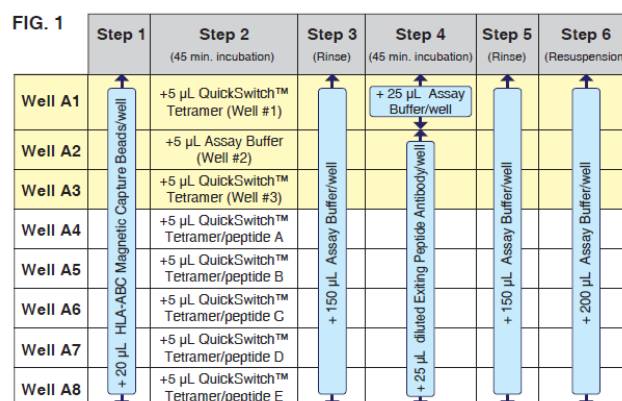 FIG. 1
Step 1
Step 2
(45 min. incubation)
Step 3
(Rinse)
Step 4
(45 min. incubation)
Step 5
(Rinse)
Step 6
(Resuspension
Well A1
+5 µL QuickSwitch™
Tetramer (Well #1)
Well A2
+5 µL Assay Buffer
(Well #2)
Well A3
+5 µL QuickSwitch™
Tetramer (Well #3)
Well A4
+5 µL QuickSwitch™
Tetramer/peptide A
Well A5
+5 µL QuickSwitch™
Tetramer/peptide B
Well A6
+5 µL QuickSwitch™
Tetramer/peptide C
Well A7
+5 µL QuickSwitch™
Tetramer/peptide D
Well A8
+5 µL QuickSwitch™
Tetramer/peptide E
+ 20 µL HLA-ABC Magnetic Capture Beads/well
+ 150 µL Assay Buffer/well
+ 25 µL Assay
Buffer/well
+ 25 µL diluted Exiting Peptide Antibody/well
+ 150 µL Assay Buffer/well
+ 200 µL Assay Buffer/well